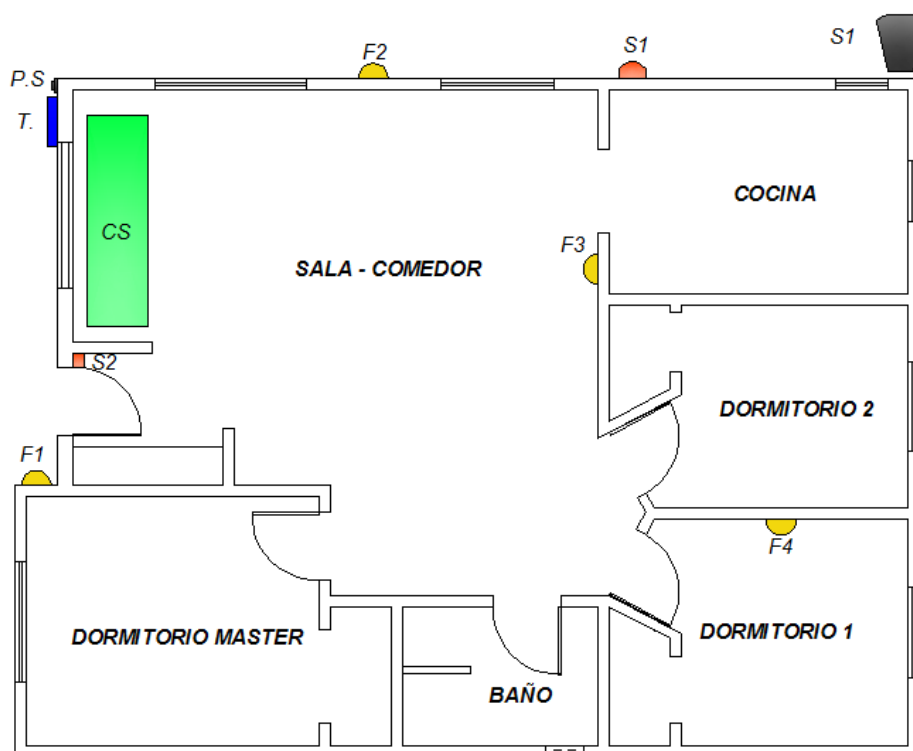 F2
S1
S1
P.S
T.
COCINA
CS
F3
SALA - COMEDOR
S2
DORMITORIO 2
F1
F4
DORMITORIO MASTER
DORMITORIO 1
BAÑO